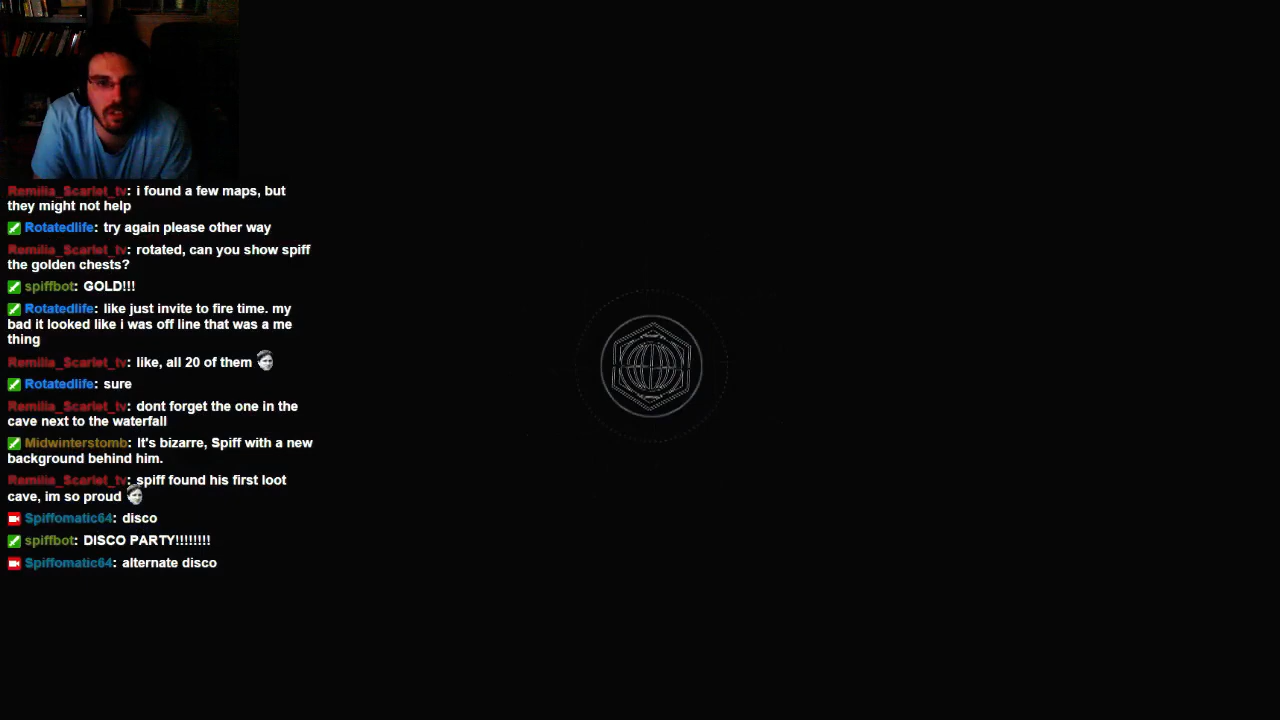 Remilia_Scarlet_tv: i found a few maps, but
they might not help
Rotatedlife: try again please other way
Remilia_Scarlet_tv: rotated, can you show spiff
the golden chests?
spiffbot: GOLD!!!
Rotatedlife: like just invite to fire time. my
bad it looked like i was off line that was a me
thing
Remilia_Scarlet_tv: like, all 20 of them
Rotatedlife: sure
Remilia_Scarlet_tv: dont forget the one in the
cave next to the waterfall
Midwinterstomb: It's bizarre, Spiff with a new
background behind him.
Remilia_Scarlet_tv: spiff found his first loot
cave, im so proud
Spiffomatic64: disco
spiffbot: DISCO PARTY!!!!!!!!
Spiffomatic64: alternate disco